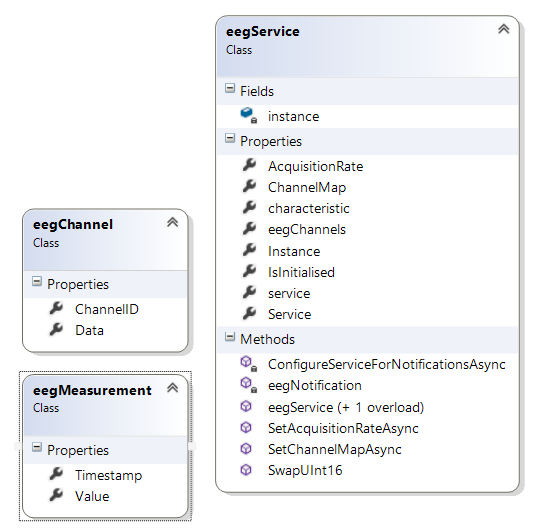 eegService
Class
Fields
instance
Properties
AcquisitionRate
ChannelMap
characteristic
eegChannels
Instance
IsInitialised
service
Service
Methods
ConfigureServiceForNotificationsAsync
eegNotification
eegService (+ 1 overload)
SetAcquisitionRateAsync
SetChannelMapAsync
SwapUInt16
eegChannel
Class
Properties
ChannelID
Data
eegMeasurement
Class
Properties
Timestamp
Value